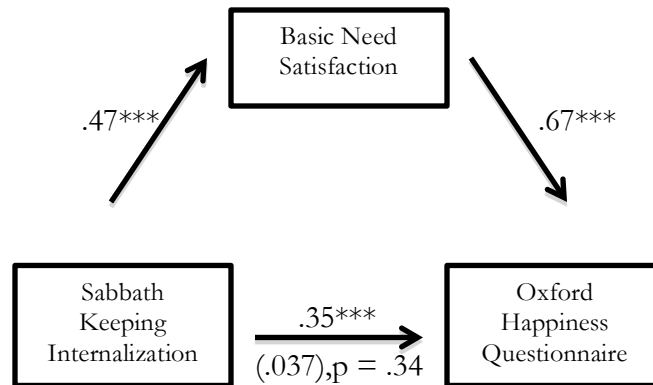 Basic Need
Satisfaction
.47***
.67***
Sabbath
Keeping
Internalization
.35***
(.037),p = .34
Oxford
Happiness
Questionnaire